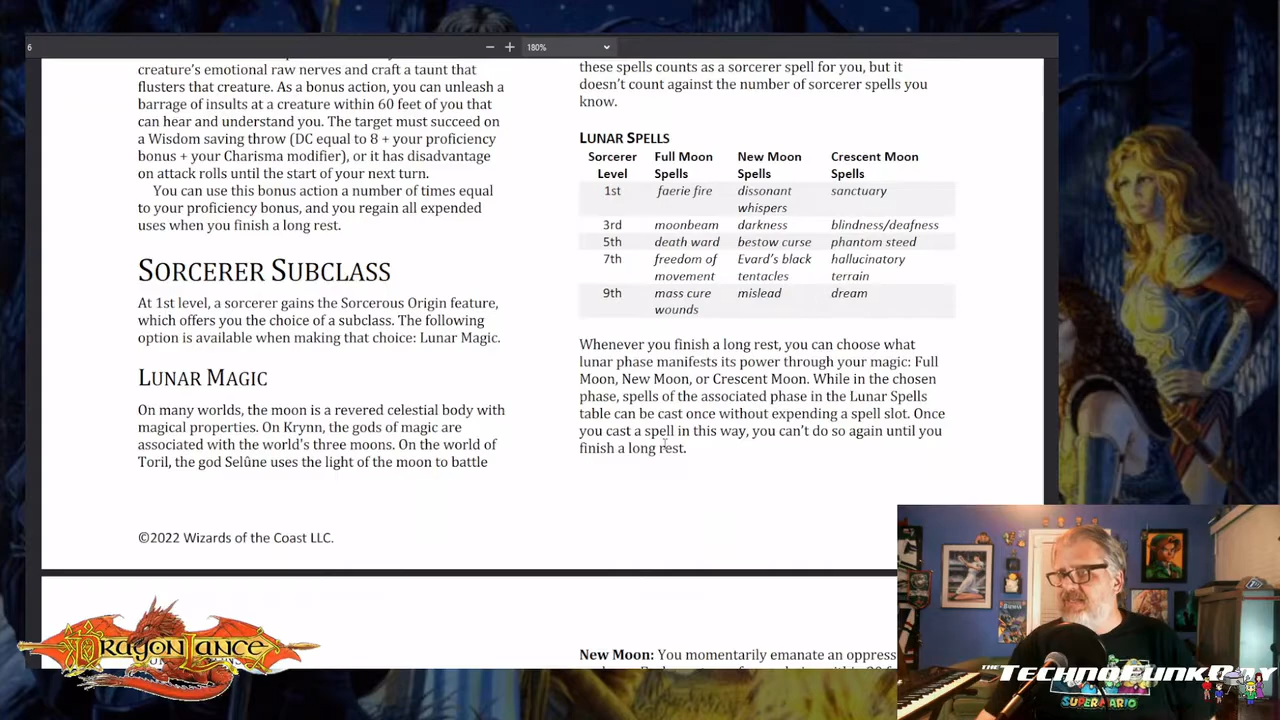 6
180%
creature's emotional raw nerves and craft a taunt that
flusters that creature. As a bonus action, you can unleash a
barrage of insults at a creature within 60 feet of you that
can hear and understand you. The target must succeed on
a Wisdom saving throw (DC equal to 8 + your proficiency
bonus + your Charisma modifier), or it has disadvantage
on attack rolls until the start of your next turn.
You can use this bonus action a number of times equal
to your proficiency bonus, and you regain all expended
uses when you finish a long rest.
SORCERER SUBCLASS
At 1st level, a sorcerer gains the Sorcerous Origin feature,
which offers you the choice of a subclass. The following
option is available when making that choice: Lunar Magic.
LUNAR MAGIC
On many worlds, the moon is a revered celestial body with
magical properties. On Krynn, the gods of magic are
associated with the world's three moons. On the world of
Toril, the god Selûne uses the light of the moon to battle
©2022 Wizards of the Coast LLC.
these spells counts as a sorcerer spell for you, but it
doesn't count against the number of sorcerer spells you
know.
LUNAR SPELLS
Sorcerer Full Moon New Moon Crescent Moon
Level Spells Spells Spells
1st faerie fire dissonant sanctuary
whispers
3rd moonbeam darkness blindness/deafness
5th death ward bestow curse phantom steed
7th freedom of Evard's black hallucinatory
movement tentacles terrain
9th mass cure mislead dream
wounds
Whenever you finish a long rest, you can choose what
lunar phase manifests its power through your magic: Full
Moon, New Moon, or Crescent Moon. While in the chosen
phase, spells of the associated phase in the Lunar Spells
table can be cast once without expending a spell slot. Once
you cast a spell in this way, you can't do so again until you
finish a long rest.
New Moon: You momentarily emanate an oppress
DRAGONLANCE
THE TECHNOFUNKBOY
SUPER MARIO